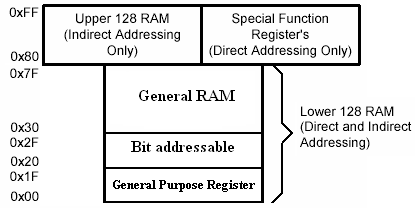 0xFF
Upper 128 RAM
(Indirect Addressing
Only)
Special Function
Register's
(Direct Addressing Only)
0x80
0x7F
General RAM
0x30
0x2F
Bit addressable
0x20
0x1F
General Purpose Register
0x00
Lower 128 RAM
(Direct and Indirect
Addressing)